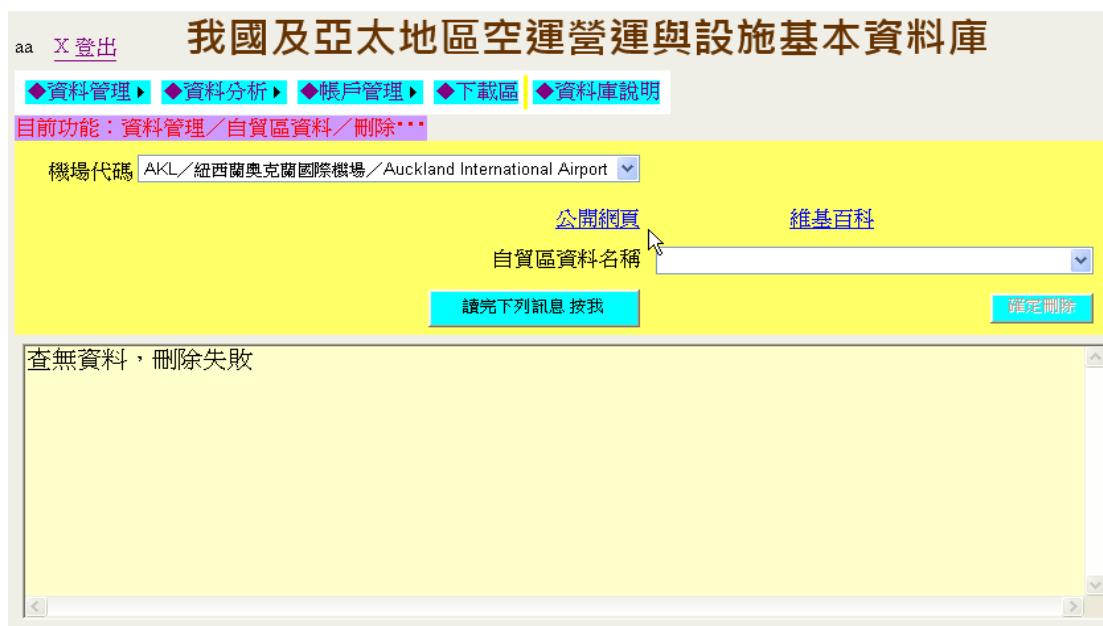 aa X 登出 我國及亞太地區空運營運與設施基本資料庫
◆資料管理▶ ◆資料分析▶ ◆帳戶管理▶ ◆下載區 ◆資料庫說明
目前功能：資料管理／自貿區資料／刪除···
機場代碼 AKL／紐西蘭奧克蘭國際機場／Auckland International Airport
公開網頁 維基百科
自貿區資料名稱
讀完下列訊息 按我 確定刪除
查無資料，刪除失敗